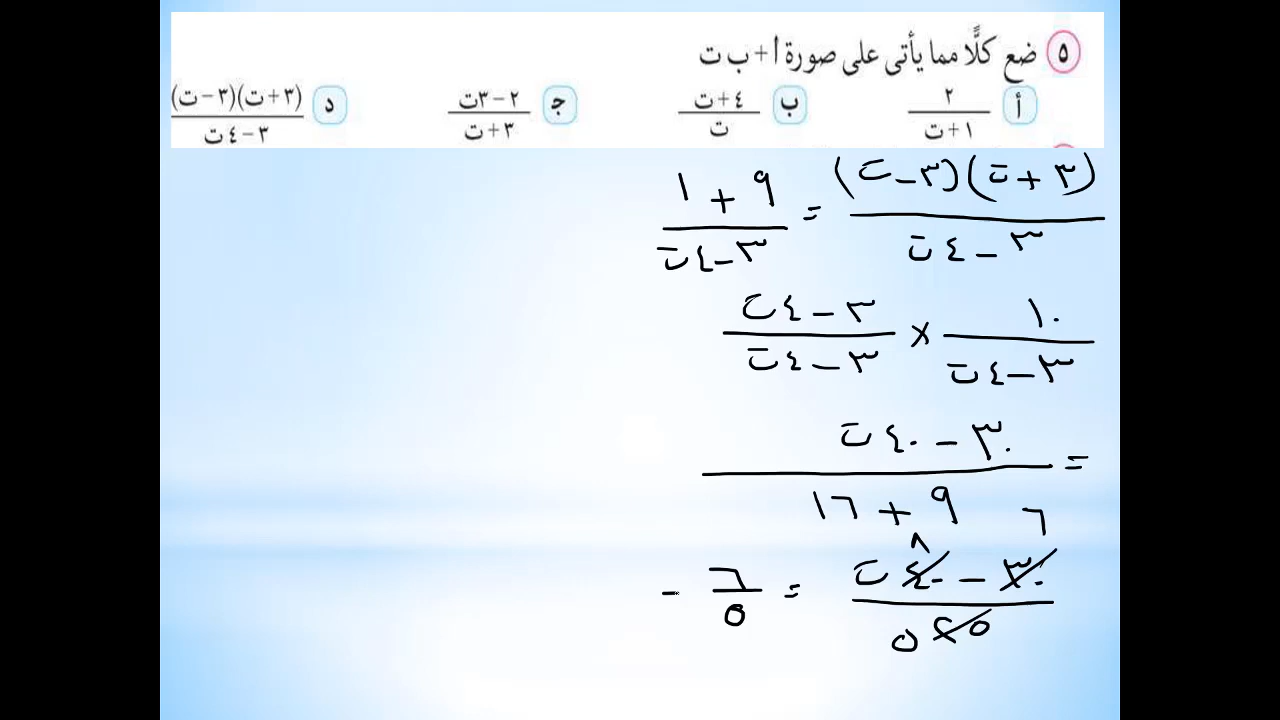 ٥ ضع كلًّا مما يأتى على صورة أ + ب ت
أ ٢ / ١ + ت ب ٤ + ت / ت ج ٢ − ٣ت / ٣ + ت د (٣ + ت)(٣ − ت) / ٣ − ٤ت
(٣ + ت)(٣ − ت) / ٣ − ٤ت = ٩ + ١ / ٣ − ٤ت
١٠ / ٣ − ٤ت × ٣ − ٤ت / ٣ − ٤ت
= ٣٠ − ٤٠ت / ٩ + ١٦
٦ ٨
٣٠ − ٤٠ت / ٢٥ ٥ = ٦ / ٥ −